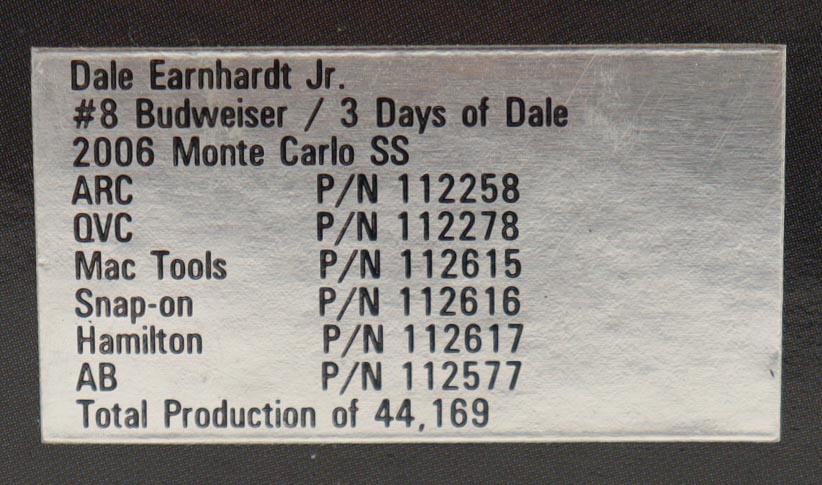 Dale Earnhardt Jr.
#8 Budweiser / 3 Days of Dale
2006 Monte Carlo SS
ARC P/N 112258
QVC P/N 112278
Mac Tools P/N 112615
Snap-on P/N 112616
Hamilton P/N 112617
AB P/N 112577
Total Production of 44,169